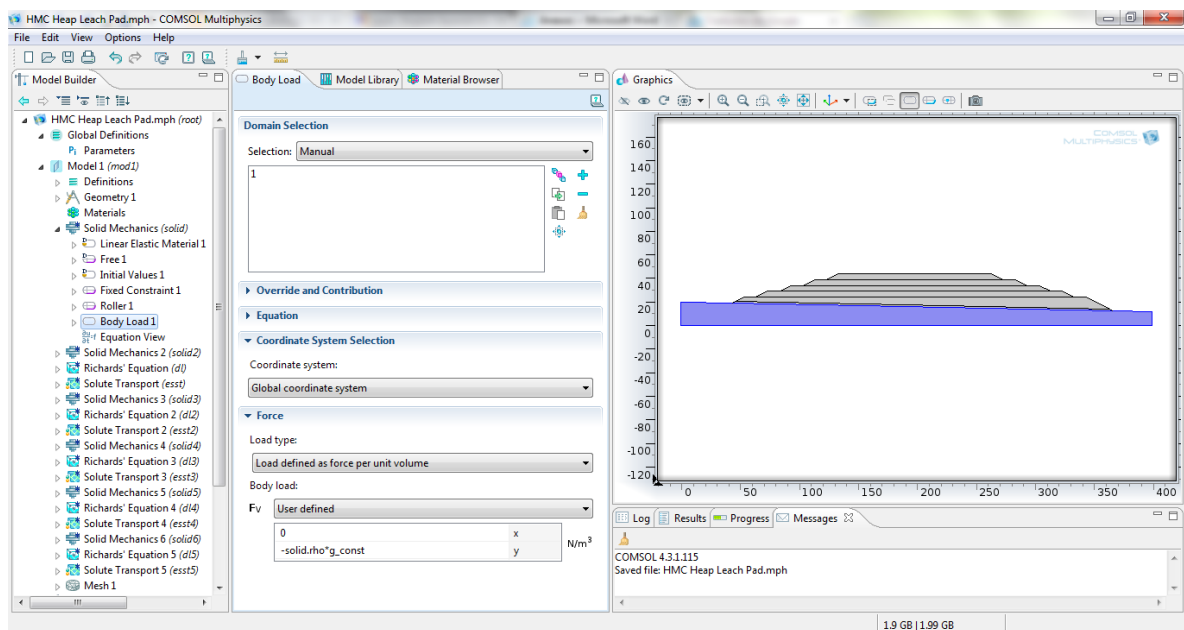 HMC Heap Leach Pad.mph - COMSOL Multiphysics
File Edit View Options Help
Model Builder
HMC Heap Leach Pad.mph (root)
Global Definitions
Pi Parameters
Model 1 (mod1)
Definitions
Geometry 1
Materials
Solid Mechanics (solid)
Linear Elastic Material 1
Free 1
Initial Values 1
Fixed Constraint 1
Roller 1
Body Load 1
Equation View
Solid Mechanics 2 (solid2)
Richards' Equation (dl)
Solute Transport (esst)
Solid Mechanics 3 (solid3)
Richards' Equation 2 (dl2)
Solute Transport 2 (esst2)
Solid Mechanics 4 (solid4)
Richards' Equation 3 (dl3)
Solute Transport 3 (esst3)
Solid Mechanics 5 (solid5)
Richards' Equation 4 (dl4)
Solute Transport 4 (esst4)
Solid Mechanics 6 (solid6)
Richards' Equation 5 (dl5)
Solute Transport 5 (esst5)
Mesh 1
Body Load Model Library Material Browser
Domain Selection
Selection: Manual
1
Override and Contribution
Equation
Coordinate System Selection
Coordinate system:
Global coordinate system
Force
Load type:
Load defined as force per unit volume
Body load:
Fv User defined
0 x
-solid.rho*g_const y
N/m³
Graphics
COMSOL
MULTIPHYSICS
160
140
120
100
80
60
40
20
0
-20
-40
-60
-80
-100
-120
0 50 100 150 200 250 300 350 400
Log Results Progress Messages
COMSOL 4.3.1.115
Saved file: HMC Heap Leach Pad.mph
1.9 GB | 1.99 GB